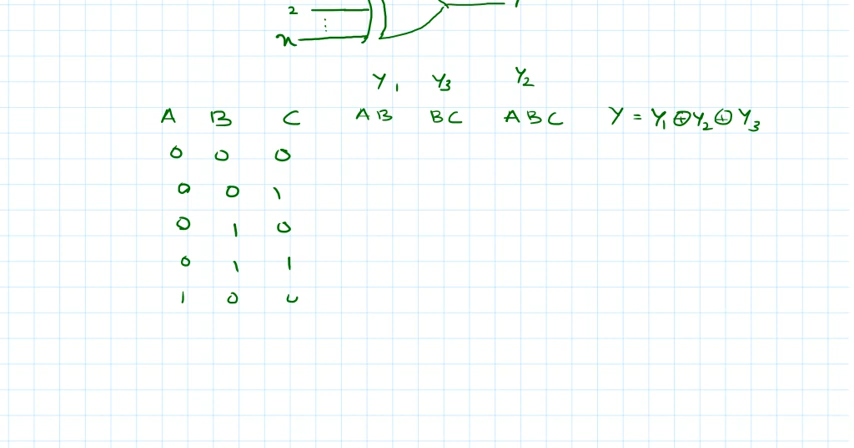 2
⋮
n
Y₁ Y₃ Y₂
A B C AB BC ABC Y = Y₁⊕Y₂⊕Y₃
0 0 0
0 0 1
0 1 0
0 1 1
1 0 0